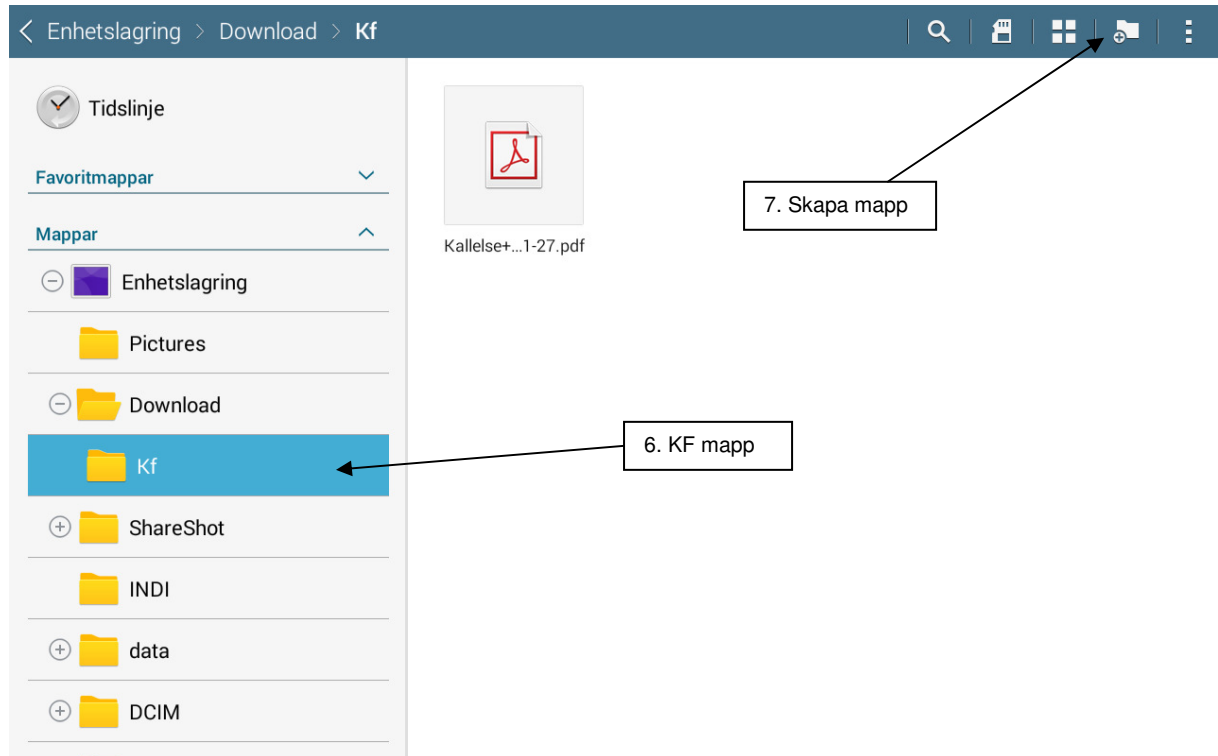 Enhetslagring > Download > Kf
Tidslinje
Favoritmappar
Mappar
Enhetslagring
Pictures
Download
Kf
ShareShot
INDI
data
DCIM
Kallelse+...1-27.pdf
7. Skapa mapp
6. KF mapp